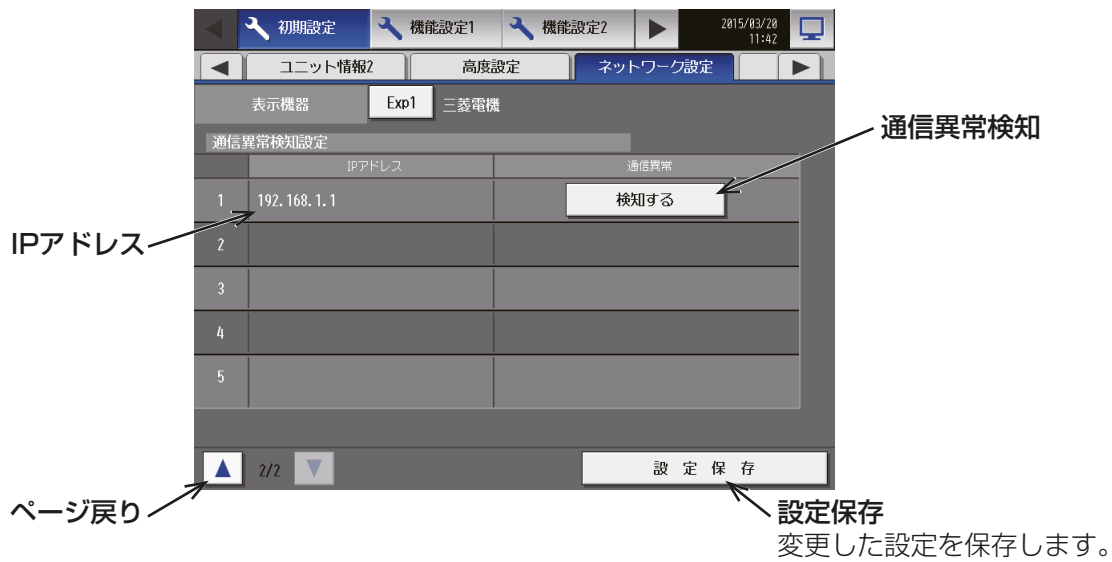 初期設定 機能設定1 機能設定2 2015/03/20
11:42
ユニット情報2 高度設定 ネットワーク設定
表示機器 Exp1 三菱電機
通信異常検知
通信異常検知設定
IPアドレス 通信異常
1 192.168.1.1 検知する
IPアドレス
2
3
4
5
2/2 設定保存
ページ戻り
設定保存
変更した設定を保存します。